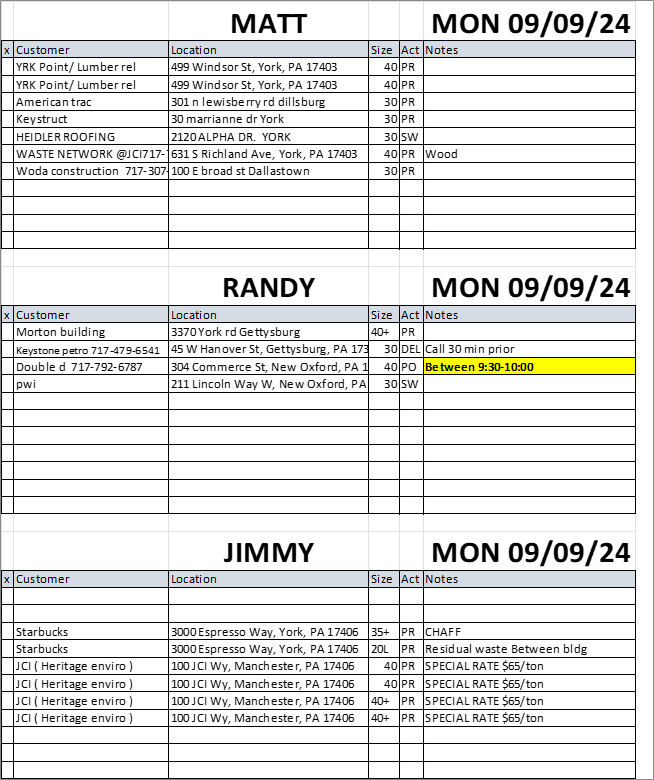 MATT MON 09/09/24
x Customer Location Size Act Notes
YRK Point/ Lumber rel 499 Windsor St, York, PA 17403 40 PR
YRK Point/ Lumber rel 499 Windsor St, York, PA 17403 40 PR
American trac 301 n lewisberry rd dillsburg 30 PR
Keystruct 30 marrianne dr York 30 PR
HEIDLER ROOFING 2120 ALPHA DR. YORK 30 SW
WASTE NETWORK @JCI717- 631 S Richland Ave, York, PA 17403 40 PR Wood
Woda construction 717-307- 100 E broad st Dallastown 30 PR
RANDY MON 09/09/24
x Customer Location Size Act Notes
Morton building 3370 York rd Gettysburg 40+ PR
Keystone petro 717-479-6541 45 W Hanover St, Gettysburg, PA 173 30 DEL Call 30 min prior
Double d 717-792-6787 304 Commerce St, New Oxford, PA 1 40 PO Between 9:30-10:00
pwi 211 Lincoln Way W, New Oxford, PA 30 SW
JIMMY MON 09/09/24
x Customer Location Size Act Notes
Starbucks 3000 Espresso Way, York, PA 17406 35+ PR CHAFF
Starbucks 3000 Espresso Way, York, PA 17406 20L PR Residual waste Between bldg
JCI ( Heritage enviro ) 100 JCI Wy, Manchester, PA 17406 40 PR SPECIAL RATE $65/ton
JCI ( Heritage enviro ) 100 JCI Wy, Manchester, PA 17406 40 PR SPECIAL RATE $65/ton
JCI ( Heritage enviro ) 100 JCI Wy, Manchester, PA 17406 40+ PR SPECIAL RATE $65/ton
JCI ( Heritage enviro ) 100 JCI Wy, Manchester, PA 17406 40+ PR SPECIAL RATE $65/ton